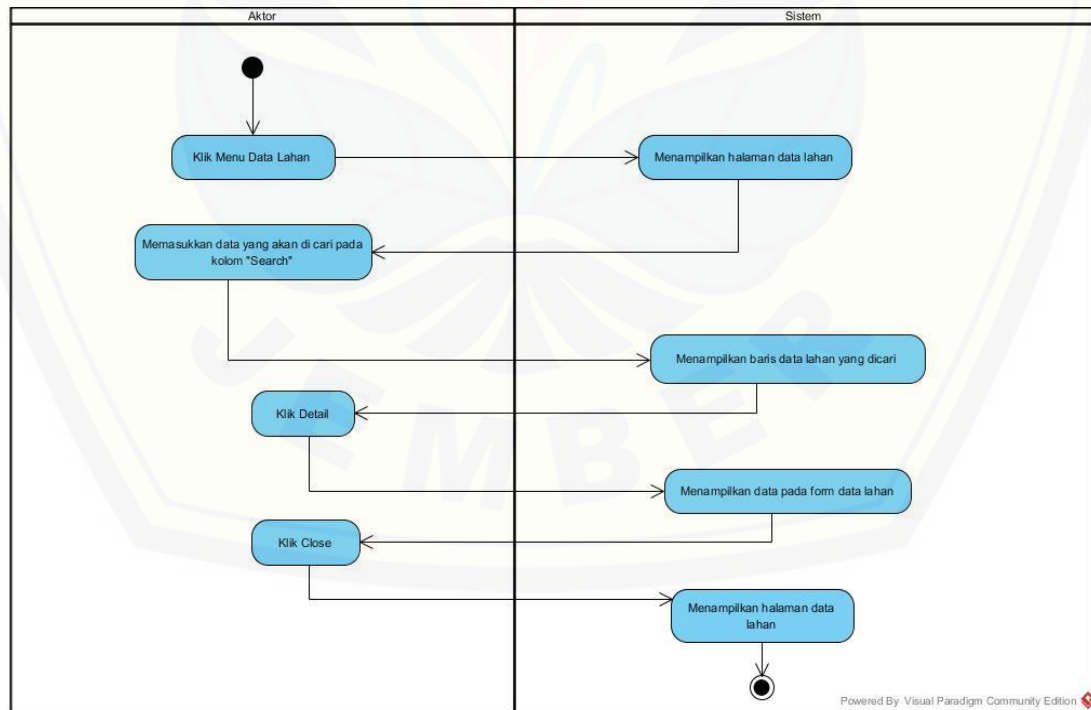 Aktor
Sistem
Klik Menu Data Lahan
Menampilkan halaman data lahan
Memasukkan data yang akan di cari pada
kolom "Search"
Menampilkan baris data lahan yang dicari
Klik Detail
Menampilkan data pada form data lahan
Klik Close
Menampilkan halaman data
lahan
JEMBER
Powered By Visual Paradigm Community Edition